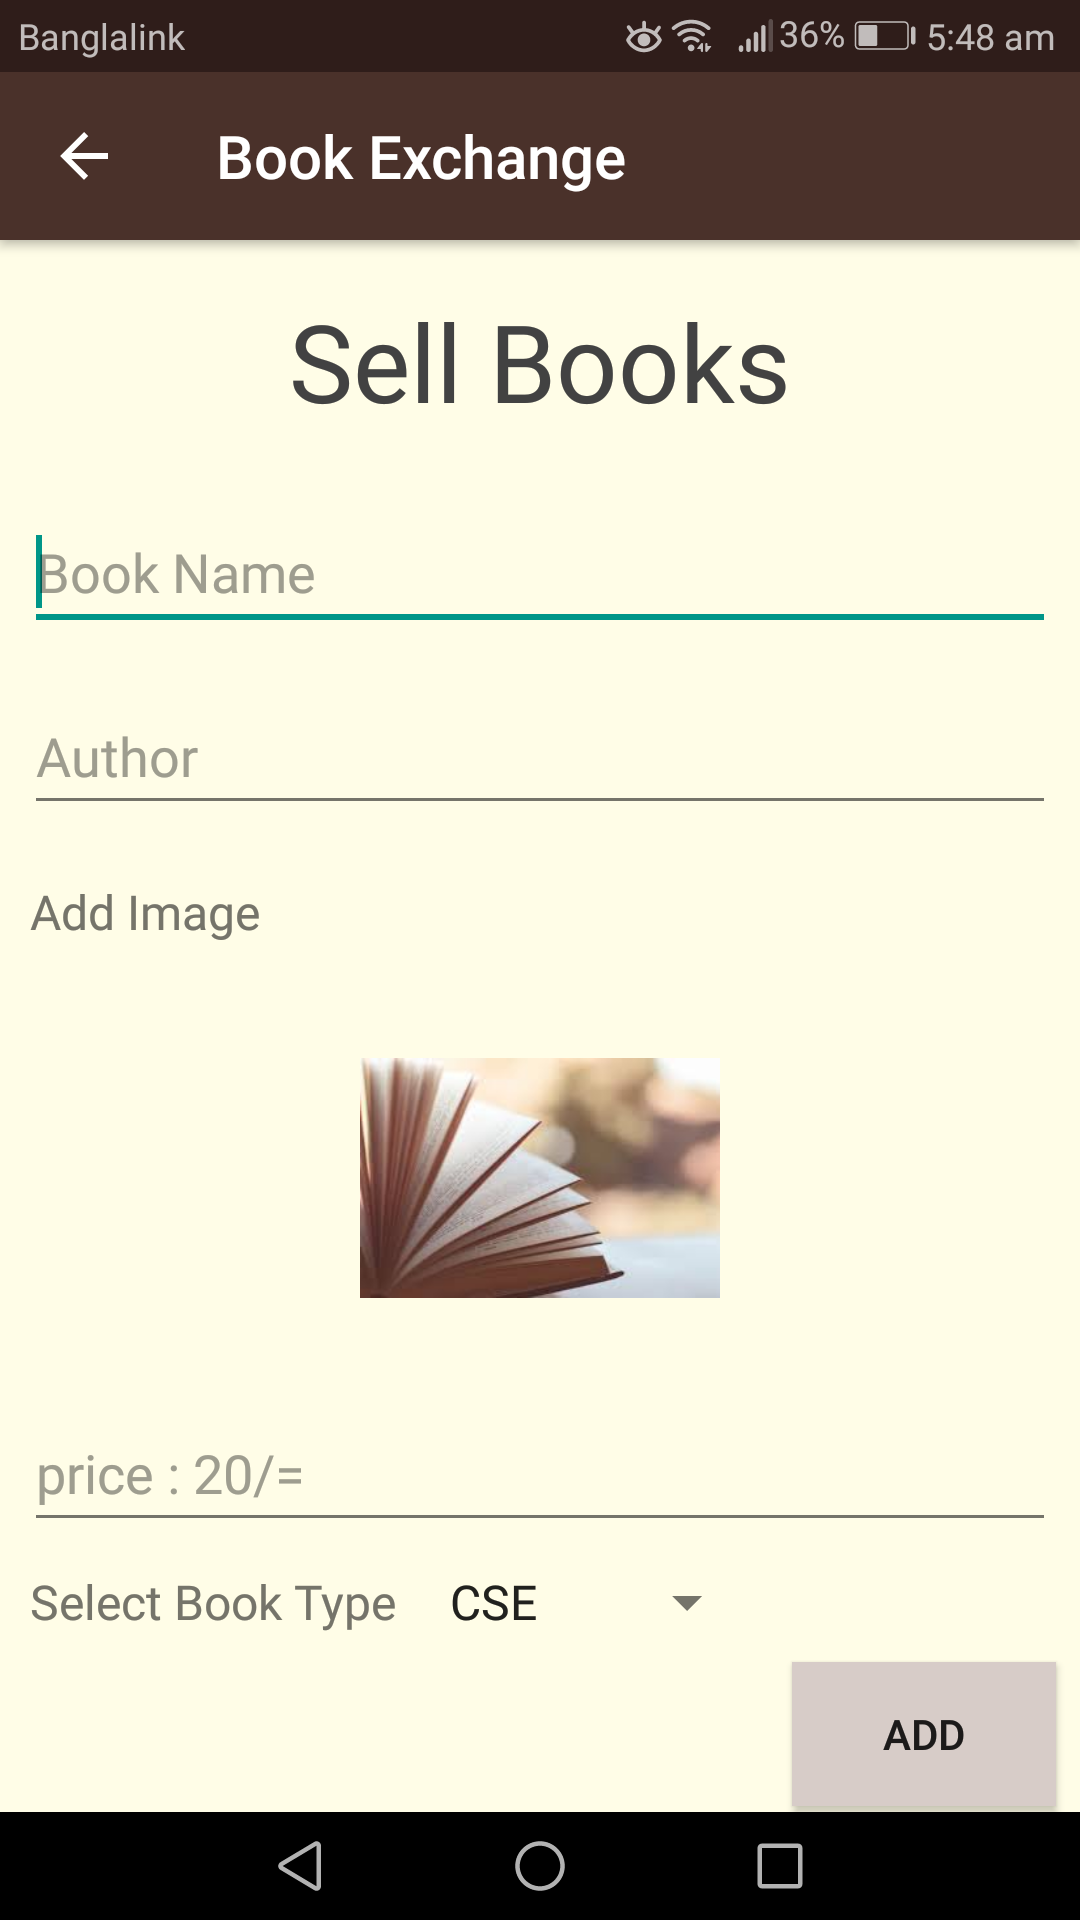 Banglalink 36% 5:48 am
Book Exchange
Sell Books
Book Name
Author
Add Image
price : 20/=
Select Book Type CSE
ADD